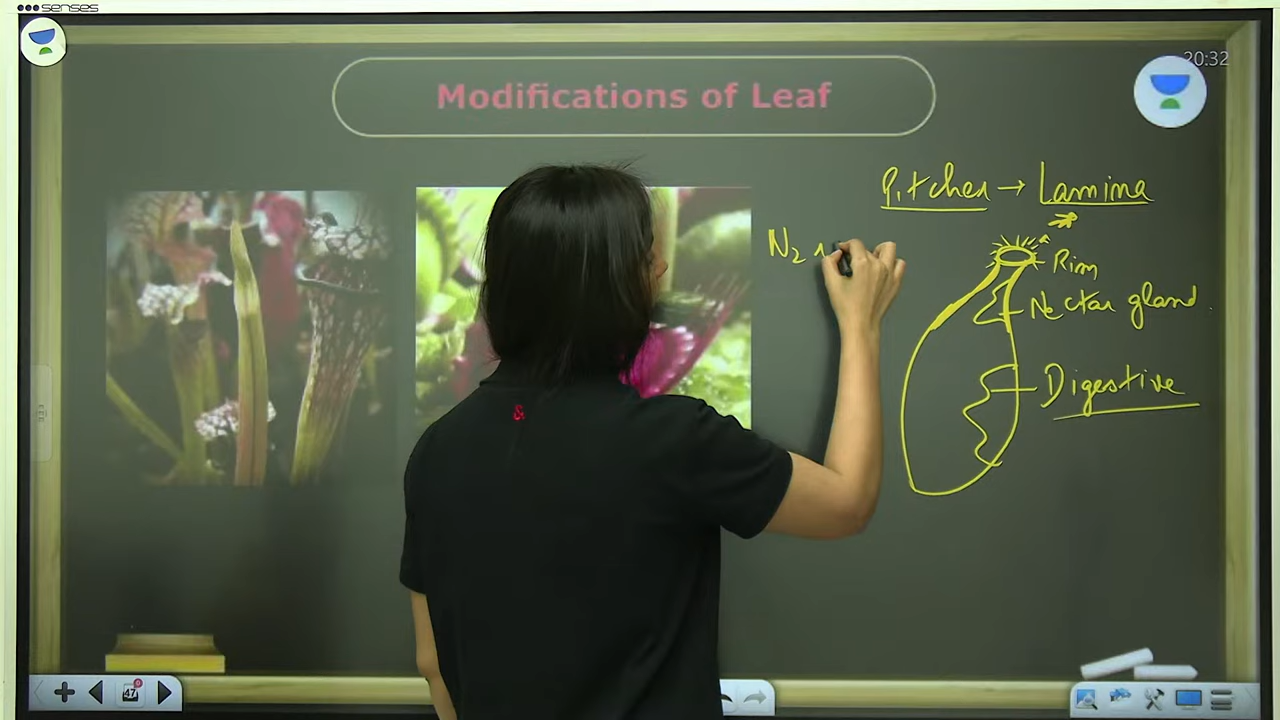 senses
20:32
Modifications of Leaf
Pitcher → Lamina
N2
Rim
Nectar gland
Digestive
47